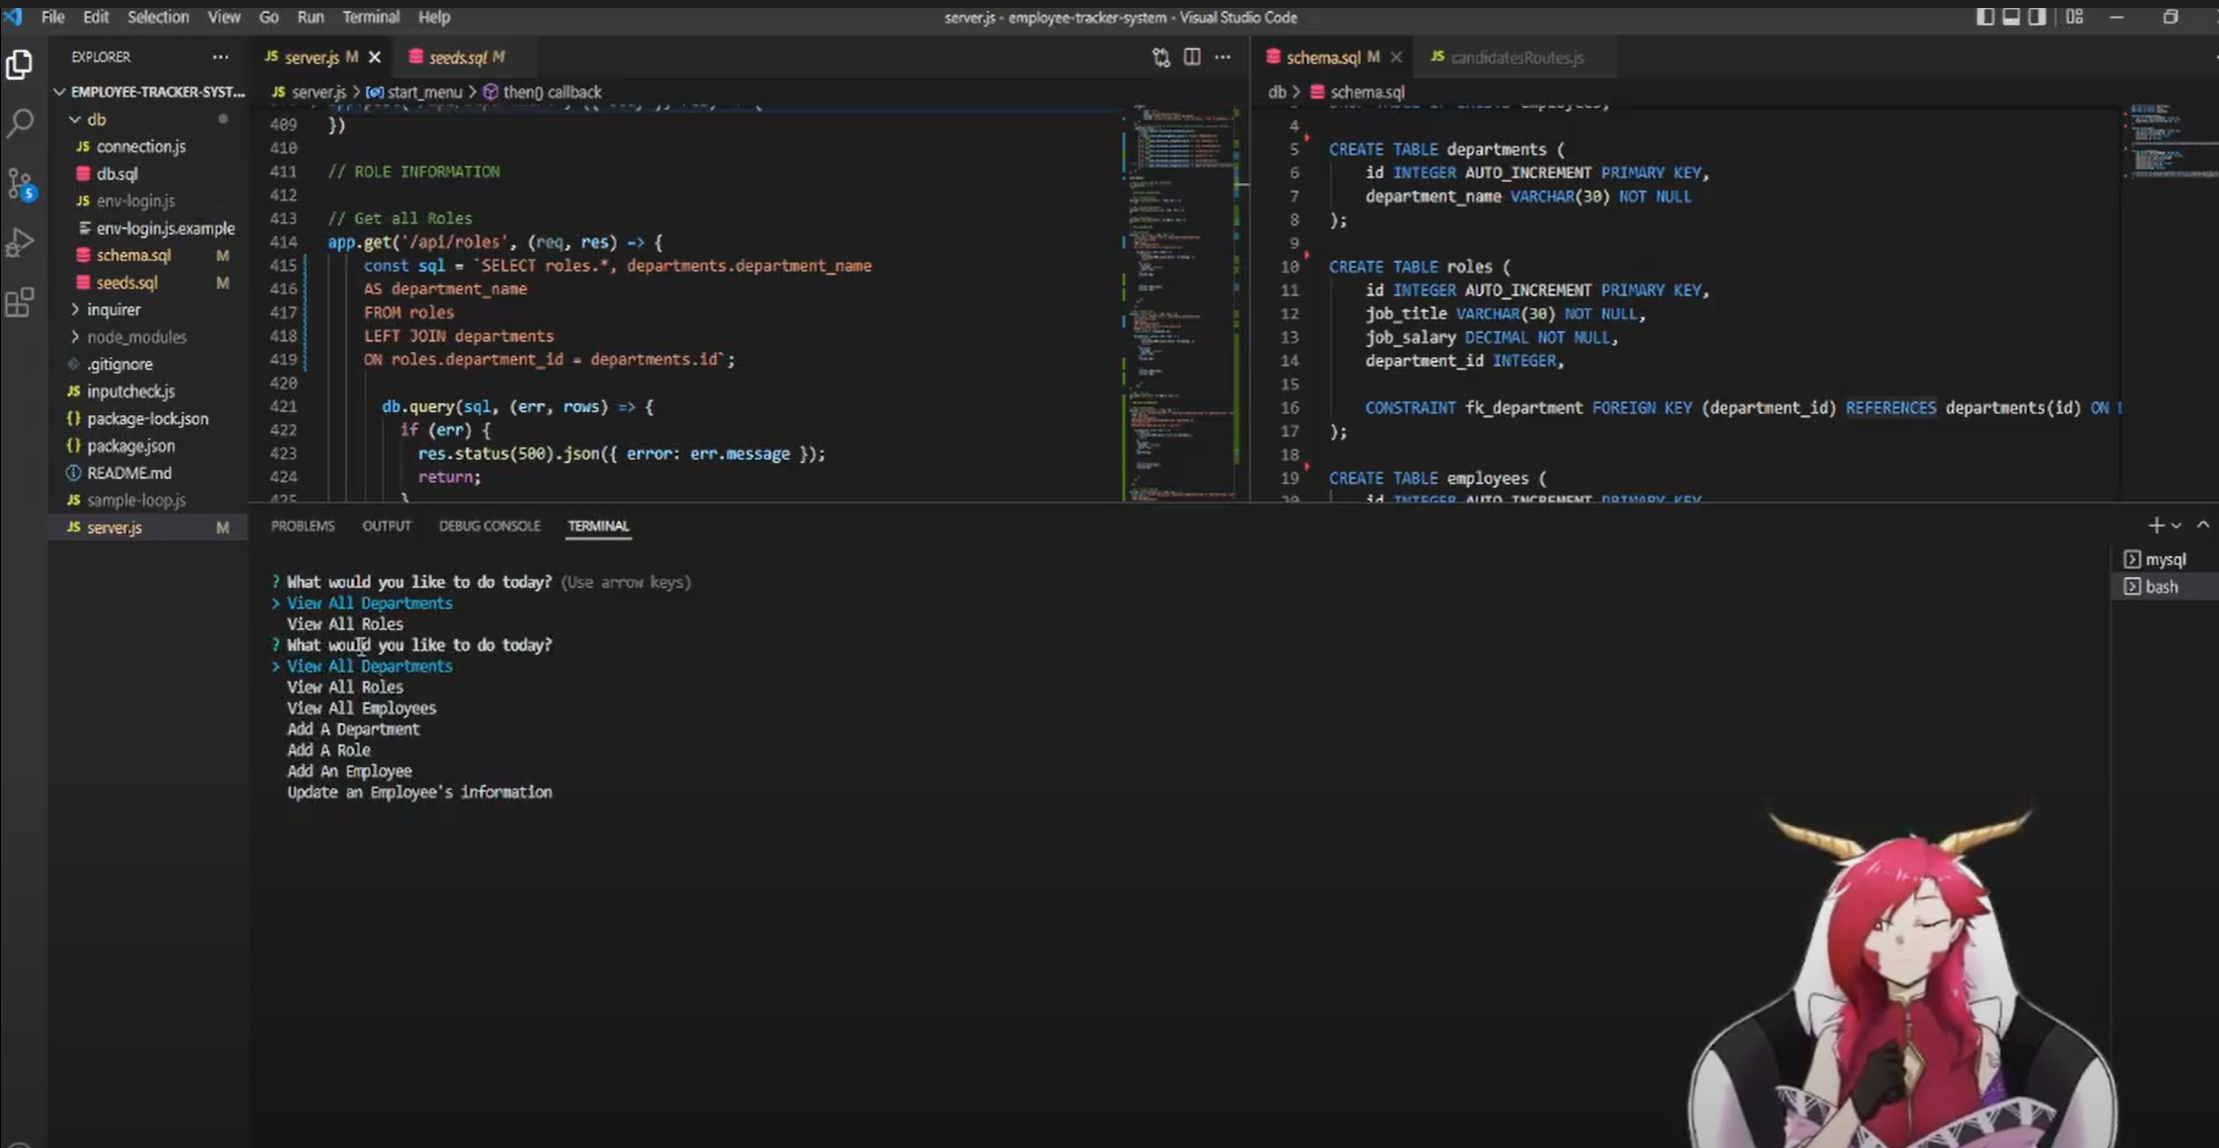 File Edit Selection View Go Run Terminal Help
server.js - employee-tracker-system - Visual Studio Code
EXPLORER
EMPLOYEE-TRACKER-SYST...
db
connection.js
db.sql
env-login.js
env-login.js.example
schema.sql M
seeds.sql M
inquirer
node_modules
.gitignore
inputcheck.js
package-lock.json
package.json
README.md
sample-loop.js
server.js M
5
JS server.js M
seeds.sql M
JS server.js > start_menu > then() callback
409 })
410
411 // ROLE INFORMATION
412
413 // Get all Roles
414 app.get('/api/roles', (req, res) => {
415 const sql = `SELECT roles.*, departments.department_name
416 AS department_name
417 FROM roles
418 LEFT JOIN departments
419 ON roles.department_id = departments.id`;
420
421 db.query(sql, (err, rows) => {
422 if (err) {
423 res.status(500).json({ error: err.message });
424 return;
425 }
schema.sql M
JS candidatesRoutes.js
db > schema.sql
4
5 CREATE TABLE departments (
6 id INTEGER AUTO_INCREMENT PRIMARY KEY,
7 department_name VARCHAR(30) NOT NULL
8 );
9
10 CREATE TABLE roles (
11 id INTEGER AUTO_INCREMENT PRIMARY KEY,
12 job_title VARCHAR(30) NOT NULL,
13 job_salary DECIMAL NOT NULL,
14 department_id INTEGER,
15
16 CONSTRAINT fk_department FOREIGN KEY (department_id) REFERENCES departments(id) ON
17 );
18
19 CREATE TABLE employees (
20 id INTEGER AUTO_INCREMENT PRIMARY KEY
PROBLEMS OUTPUT DEBUG CONSOLE TERMINAL
? What would you like to do today? (Use arrow keys)
> View All Departments
View All Roles
? What would you like to do today?
> View All Departments
View All Roles
View All Employees
Add A Department
Add A Role
Add An Employee
Update an Employee's information
mysql
bash